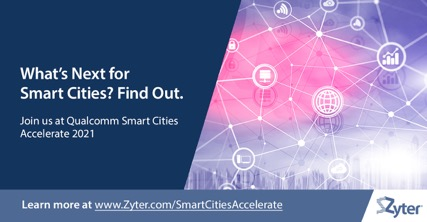 What's Next for
Smart Cities? Find Out.
Join us at Qualcomm Smart Cities
Accelerate 2021
Learn more at www.Zyter.com/SmartCitiesAccelerate
Zyter